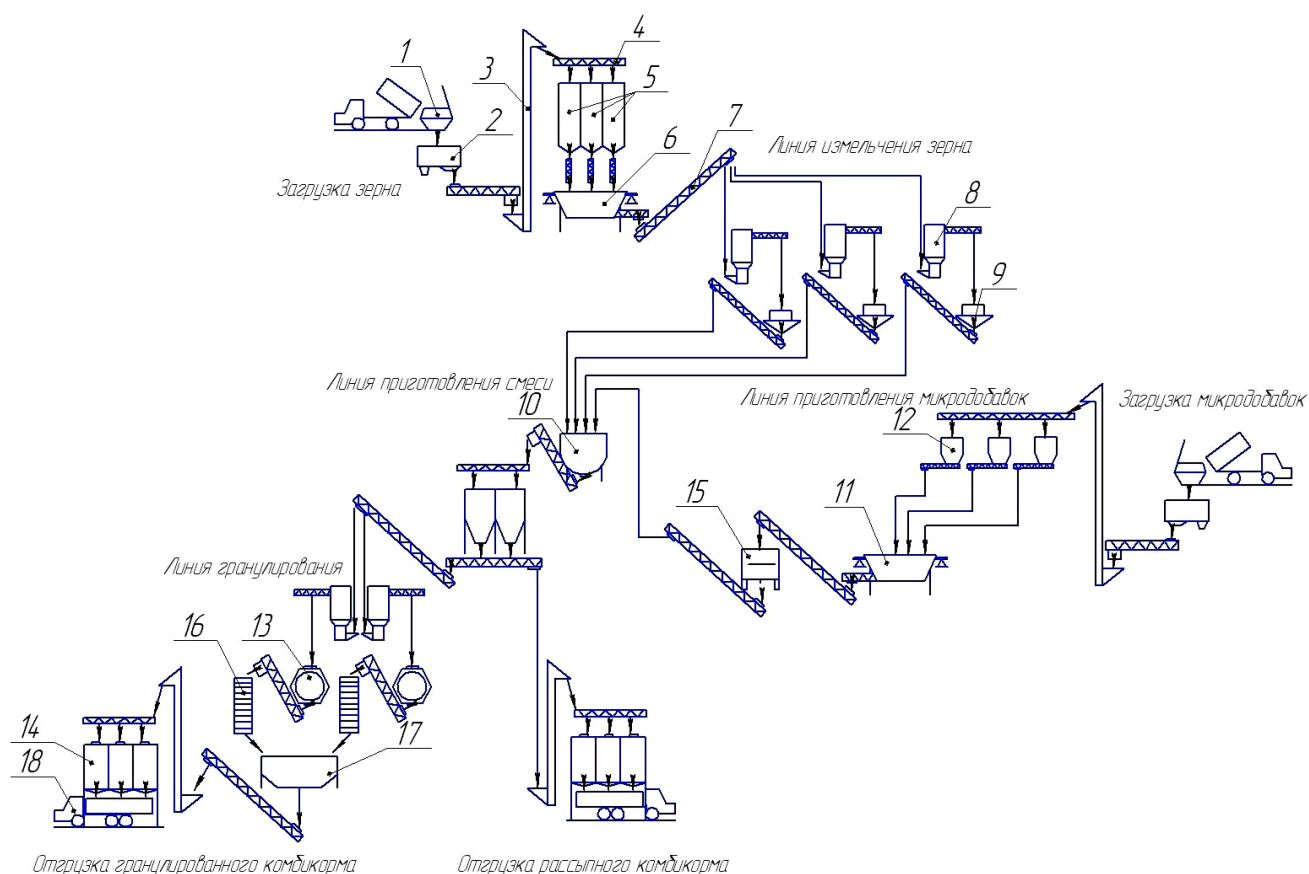 4
1
3
5
2
6
7
Линия измельчения зерна
Загрузка зерна
8
9
Линия приготовления смеси
10
Линия приготовления микродобавок
Загрузка микродобавок
12
15
11
Линия гранулирования
16
13
14
17
18
Отгрузка гранулированного комбикорма
Отгрузка рассыпного комбикорма